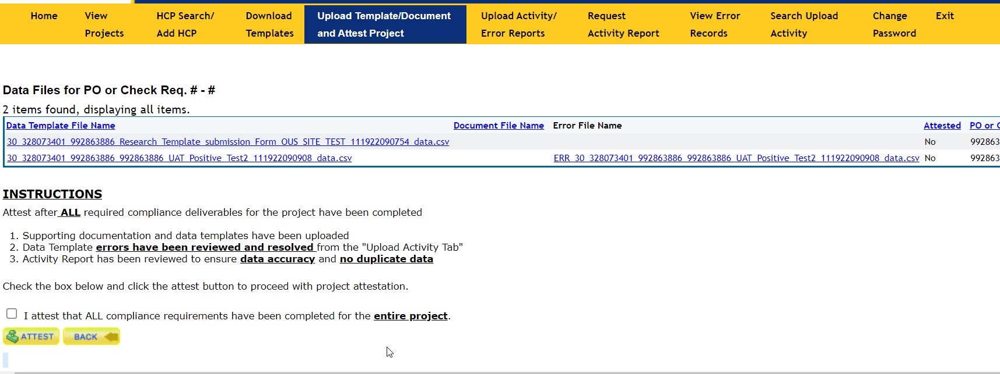 Home
View Projects
HCP Search/ Add HCP
Download Templates
Upload Template/Document and Attest Project
Upload Activity/ Error Reports
Request Activity Report
View Error Records
Search Upload Activity
Change Password
Exit
Data Files for PO or Check Req. # - #
2 items found, displaying all items.
Data Template File Name Document File Name Error File Name Attested PO or
30_328073401_992863886_Research_Template_submission_Form_OUS_SITE_TEST_111922090754_data.csv No 992863
30_328073401_992863886_992863886_UAT_Positive_Test2_111922090908_data.csv ERR_30_328073401_992863886_992863886_UAT_Positive_Test2_111922090908_data.csv No 992863
INSTRUCTIONS
Attest after ALL required compliance deliverables for the project have been completed
1. Supporting documentation and data templates have been uploaded
2. Data Template errors have been reviewed and resolved from the "Upload Activity Tab"
3. Activity Report has been reviewed to ensure data accuracy and no duplicate data
Check the box below and click the attest button to proceed with project attestation.
I attest that ALL compliance requirements have been completed for the entire project.
ATTEST BACK